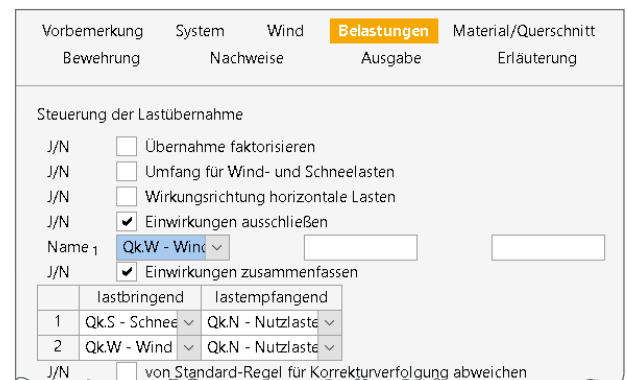 Vorbemerkung System Wind Belastungen Material/Querschnitt
Bewehrung Nachweise Ausgabe Erläuterung
Steuerung der Lastübernahme
J/N Übernahme faktorisieren
J/N Umfang für Wind- und Schneelasten
J/N Wirkungsrichtung horizontale Lasten
J/N Einwirkungen ausschließen
Name 1 Qk.W - Wind
J/N Einwirkungen zusammenfassen
lastbringend lastempfangend
1 Qk.S - Schnee Qk.N - Nutzlaste
2 Qk.W - Wind Qk.N - Nutzlaste
J/N von Standard-Regel für Korrekturverfolgung abweichen